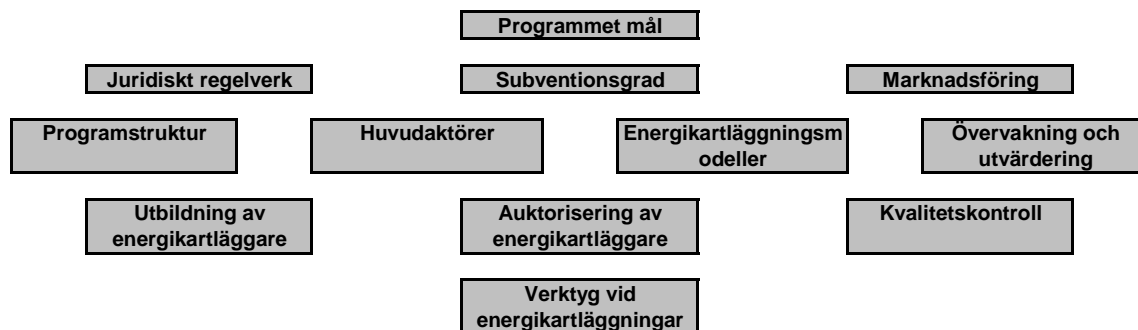 Programmet mål
Juridiskt regelverk
Subventionsgrad
Marknadsföring
Programstruktur
Huvudaktörer
Energikartläggningsm
odeller
Övervakning och
utvärdering
Utbildning av
energikartläggare
Auktorisering av
energikartläggare
Kvalitetskontroll
Verktyg vid
energikartläggningar